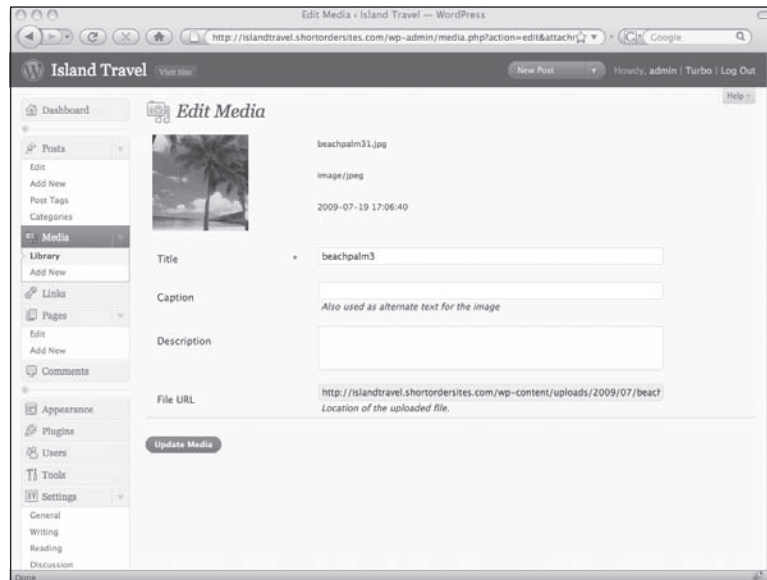 Edit Media ‹ Island Travel — WordPress
http://islandtravel.shortordersites.com/wp-admin/media.php?action=edit&attachr
Google
Island Travel
Visit Site
New Post
Howdy, admin | Turbo | Log Out
Help
Dashboard
Edit Media
Posts
Edit
Add New
Post Tags
Categories
Media
Library
Add New
Links
Pages
Edit
Add New
Comments
Appearance
Plugins
Users
Tools
Settings
General
Writing
Reading
Discussion
beachpalm31.jpg
image/jpeg
2009-07-19 17:06:40
Title * beachpalm3
Caption
Also used as alternate text for the image
Description
File URL http://islandtravel.shortordersites.com/wp-content/uploads/2009/07/beach
Location of the uploaded file.
Update Media
Done